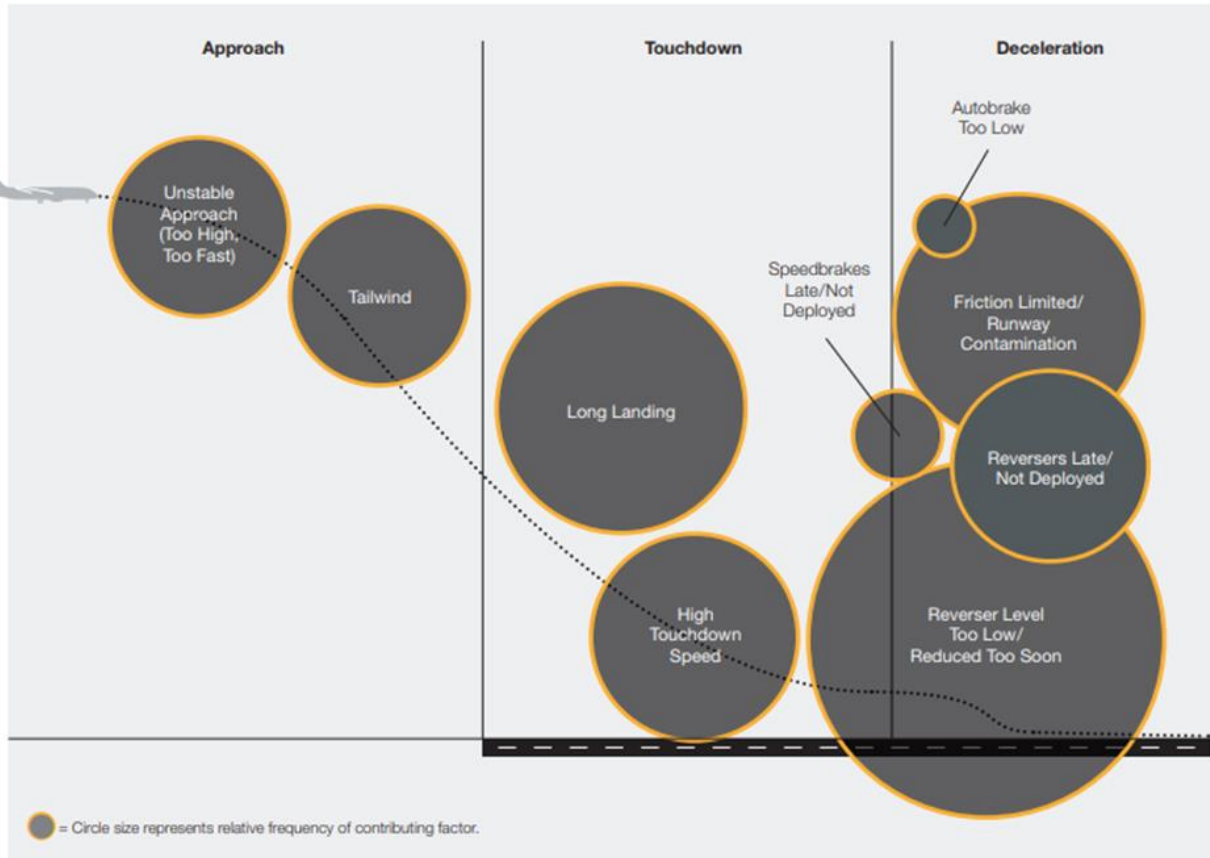 Approach
Touchdown
Deceleration
Autobrake
Too Low
Unstable
Approach
(Too High,
Too Fast)
Tailwind
Speedbrakes
Late/Not
Deployed
Friction Limited/
Runway
Contamination
Long Landing
Reversers Late/
Not Deployed
High
Touchdown
Speed
Reverser Level
Too Low/
Reduced Too Soon
= Circle size represents relative frequency of contributing factor.